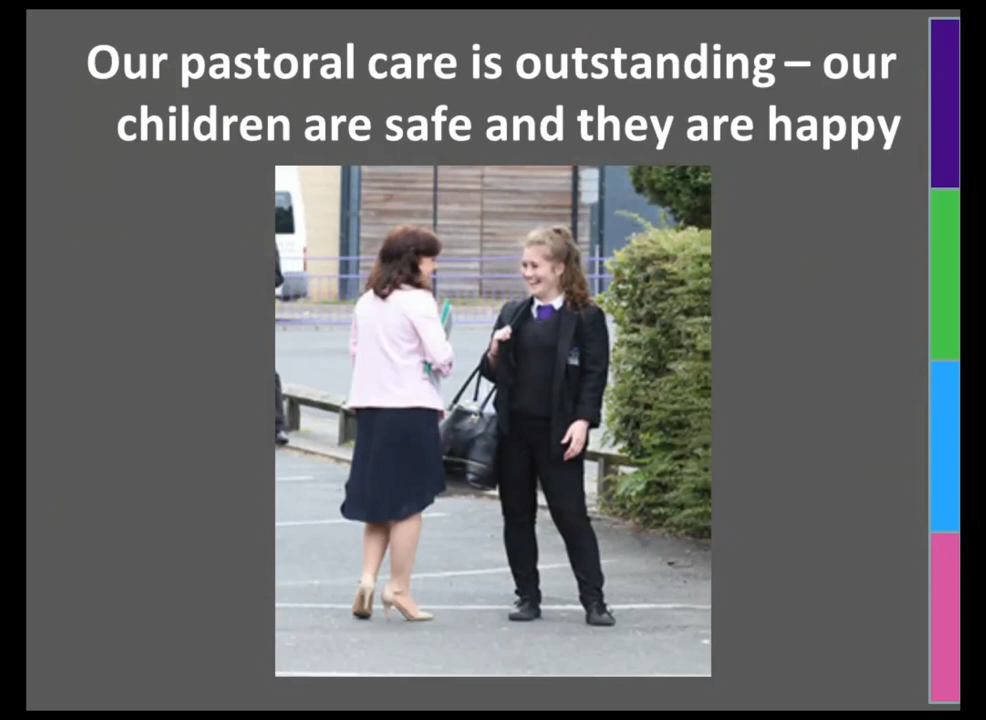 Our pastoral care is outstanding – our
children are safe and they are happy